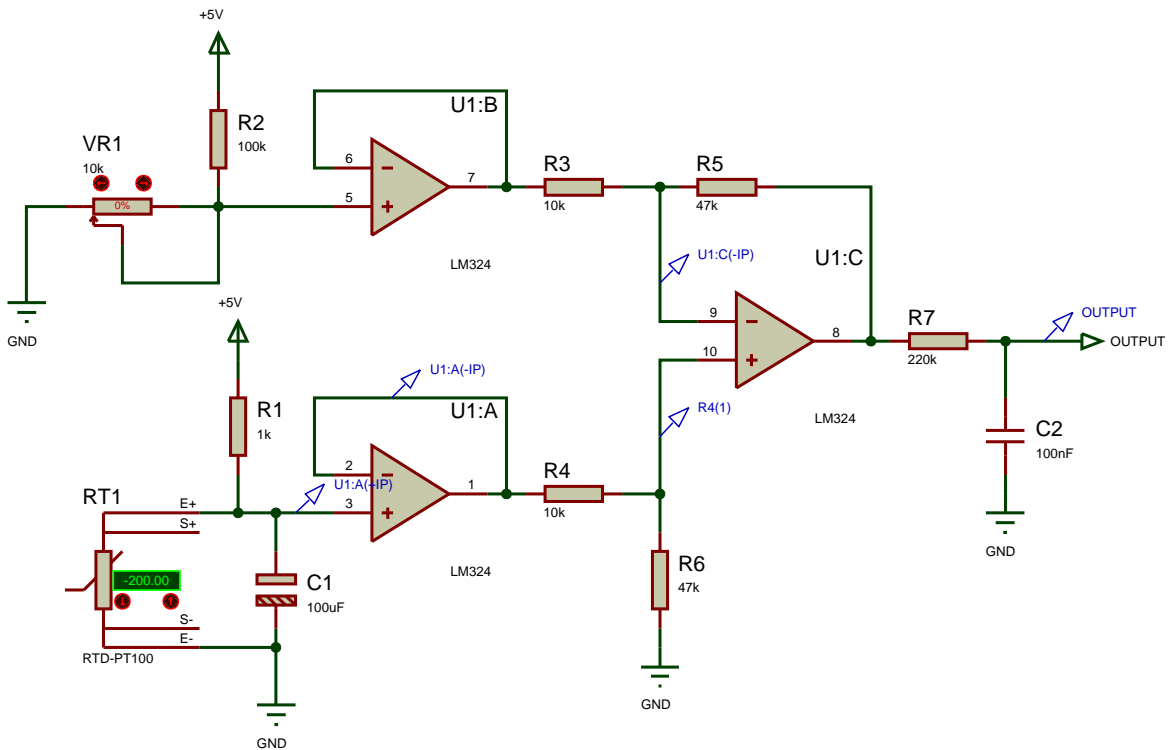 +5V
R2
100k
VR1
10k
0%
GND
U1:B
6
5
7
LM324
R3
10k
R5
47k
U1:C(-IP)
U1:C
9
10
8
LM324
R7
220k
OUTPUT
OUTPUT
C2
100nF
GND
+5V
R1
1k
U1:A(-IP)
U1:A
2
3
1
LM324
U1:A(+IP)
R4
10k
R4(1)
R6
47k
GND
RT1
E+
S+
-200.00
S-
E-
RTD-PT100
C1
100uF
GND